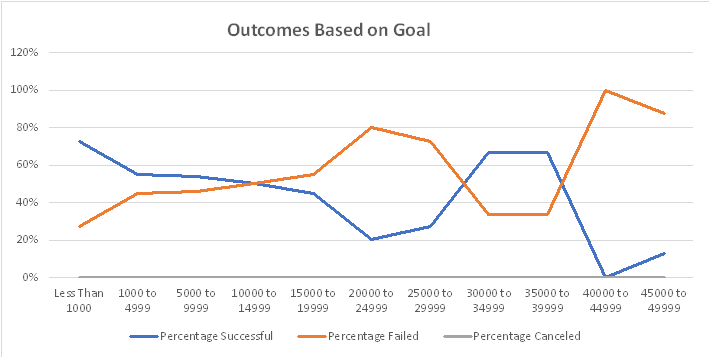 Outcomes Based on Goal
120%
100%
80%
60%
40%
20%
0%
Less Than 1000 to 5000 to 10000 to 15000 to 20000 to 25000 to 30000 to 35000 to 40000 to 45000 to
1000 4999 9999 14999 19999 24999 29999 34999 39999 44999 49999
Percentage Successful Percentage Failed Percentage Canceled